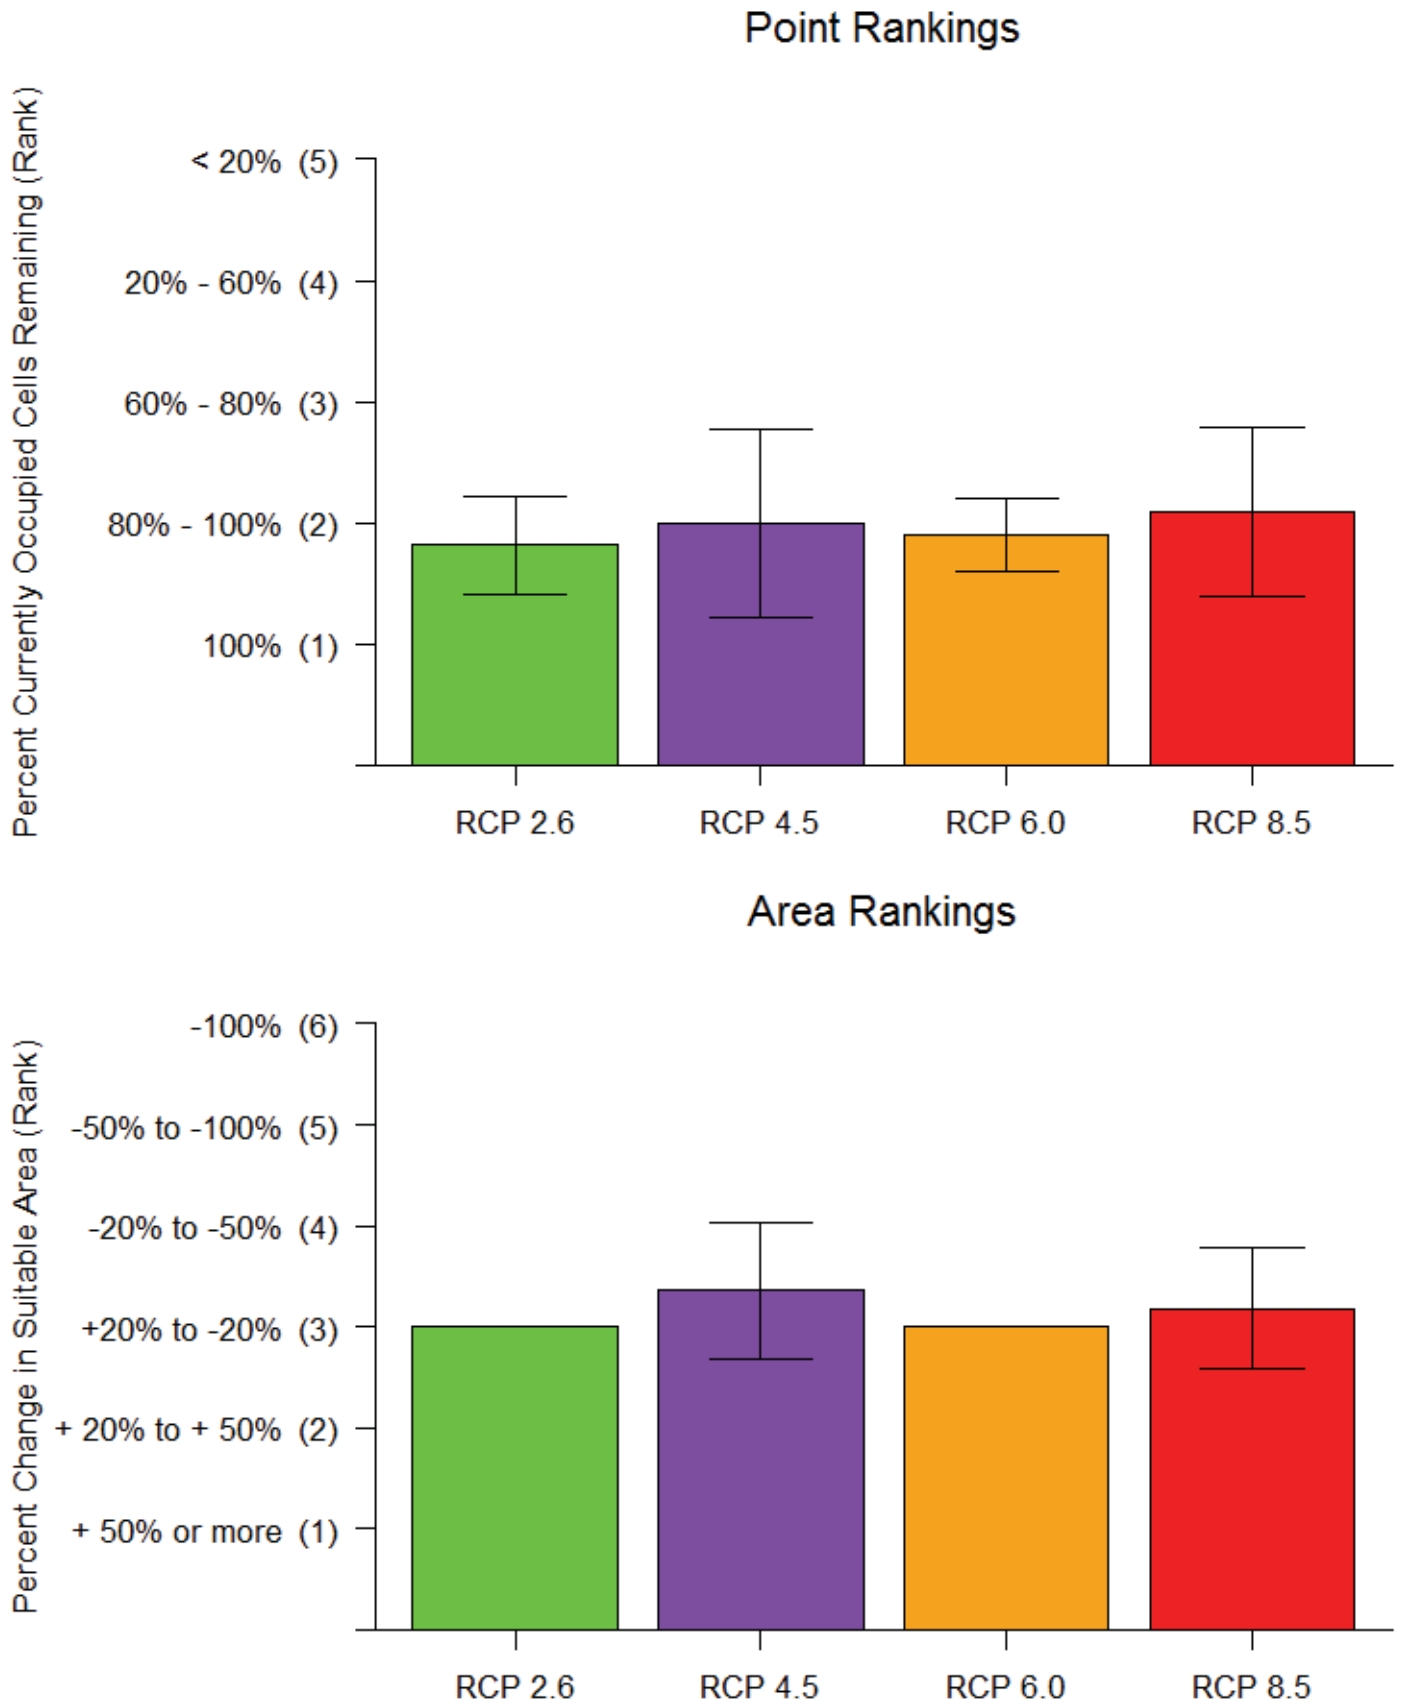 Point Rankings
Percent Currently Occupied Cells Remaining (Rank)
< 20% (5)
20% - 60% (4)
60% - 80% (3)
80% - 100% (2)
100% (1)
RCP 2.6 RCP 4.5 RCP 6.0 RCP 8.5
Area Rankings
Percent Change in Suitable Area (Rank)
-100% (6)
-50% to -100% (5)
-20% to -50% (4)
+20% to -20% (3)
+ 20% to + 50% (2)
+ 50% or more (1)
RCP 2.6 RCP 4.5 RCP 6.0 RCP 8.5